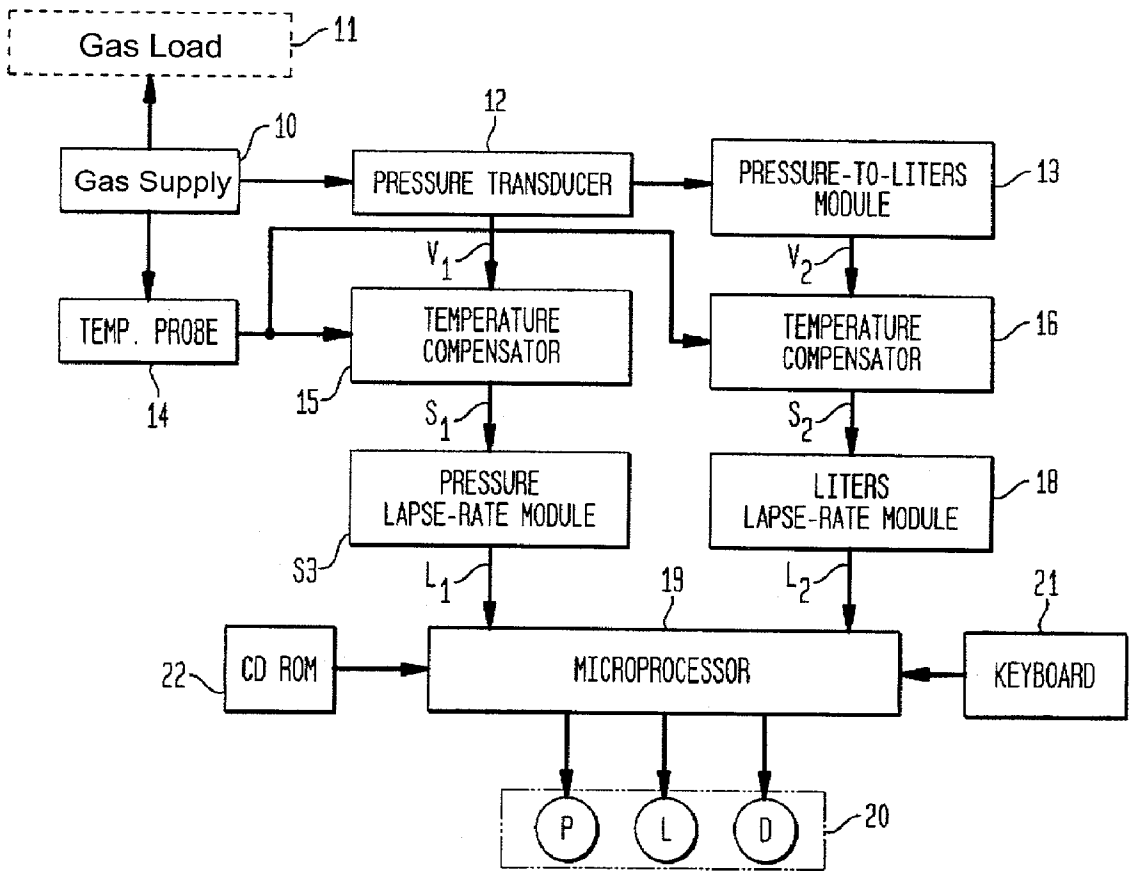 Gas Load
11
10
12
Gas Supply
PRESSURE TRANSDUCER
PRESSURE-TO-LITERS
MODULE
13
V1
V2
TEMP. PROBE
14
TEMPERATURE
COMPENSATOR
15
TEMPERATURE
COMPENSATOR
16
S1
S2
PRESSURE
LAPSE-RATE MODULE
S3
LITERS
LAPSE-RATE MODULE
18
L1
L2
19
21
22
CD ROM
MICROPROCESSOR
KEYBOARD
P
L
D
20